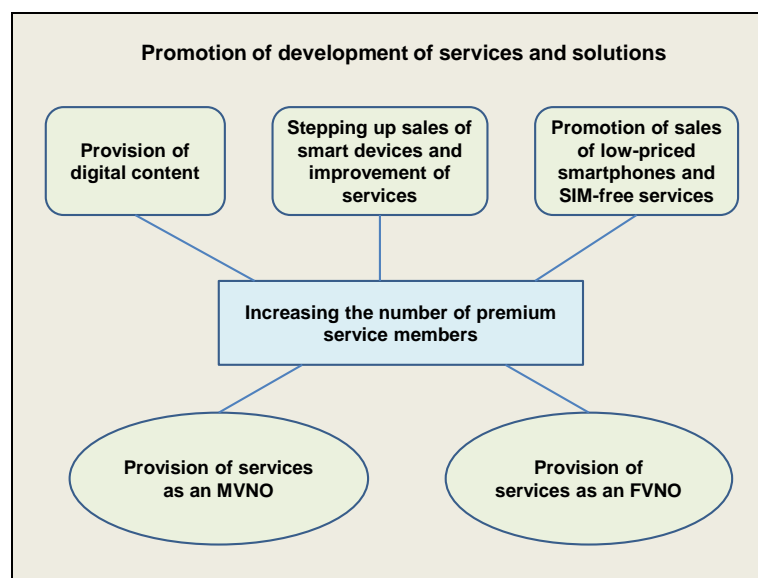 Promotion of development of services and solutions
Provision of
digital content
Stepping up sales of
smart devices and
improvement of
services
Promotion of sales
of low-priced
smartphones and
SIM-free services
Increasing the number of premium
service members
Provision of services
as an MVNO
Provision of
services as an FVNO